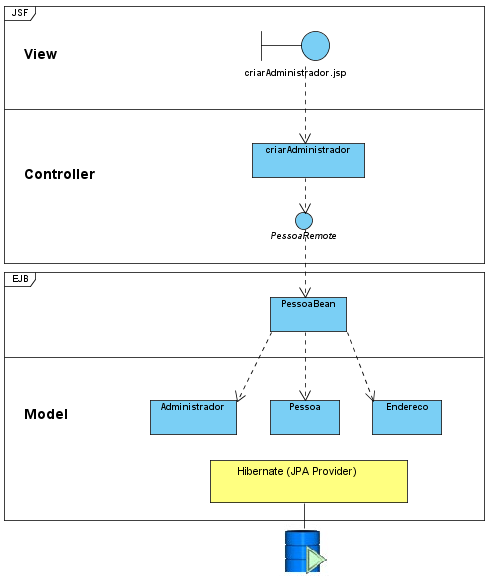 JSF
View
criarAdministrador.jsp
criarAdministrador
Controller
PessoaRemote
EJB
PessoaBean
Administrador
Pessoa
Endereco
Model
Hibernate (JPA Provider)